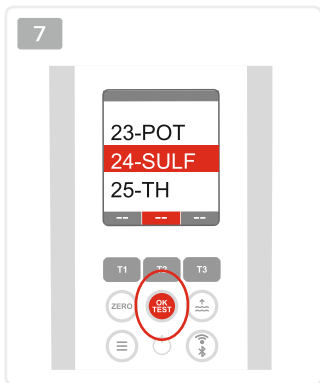 7
23-POT
24-SULF
25-TH
-- -- --
T1 T2 T3
ZERO OK
TEST